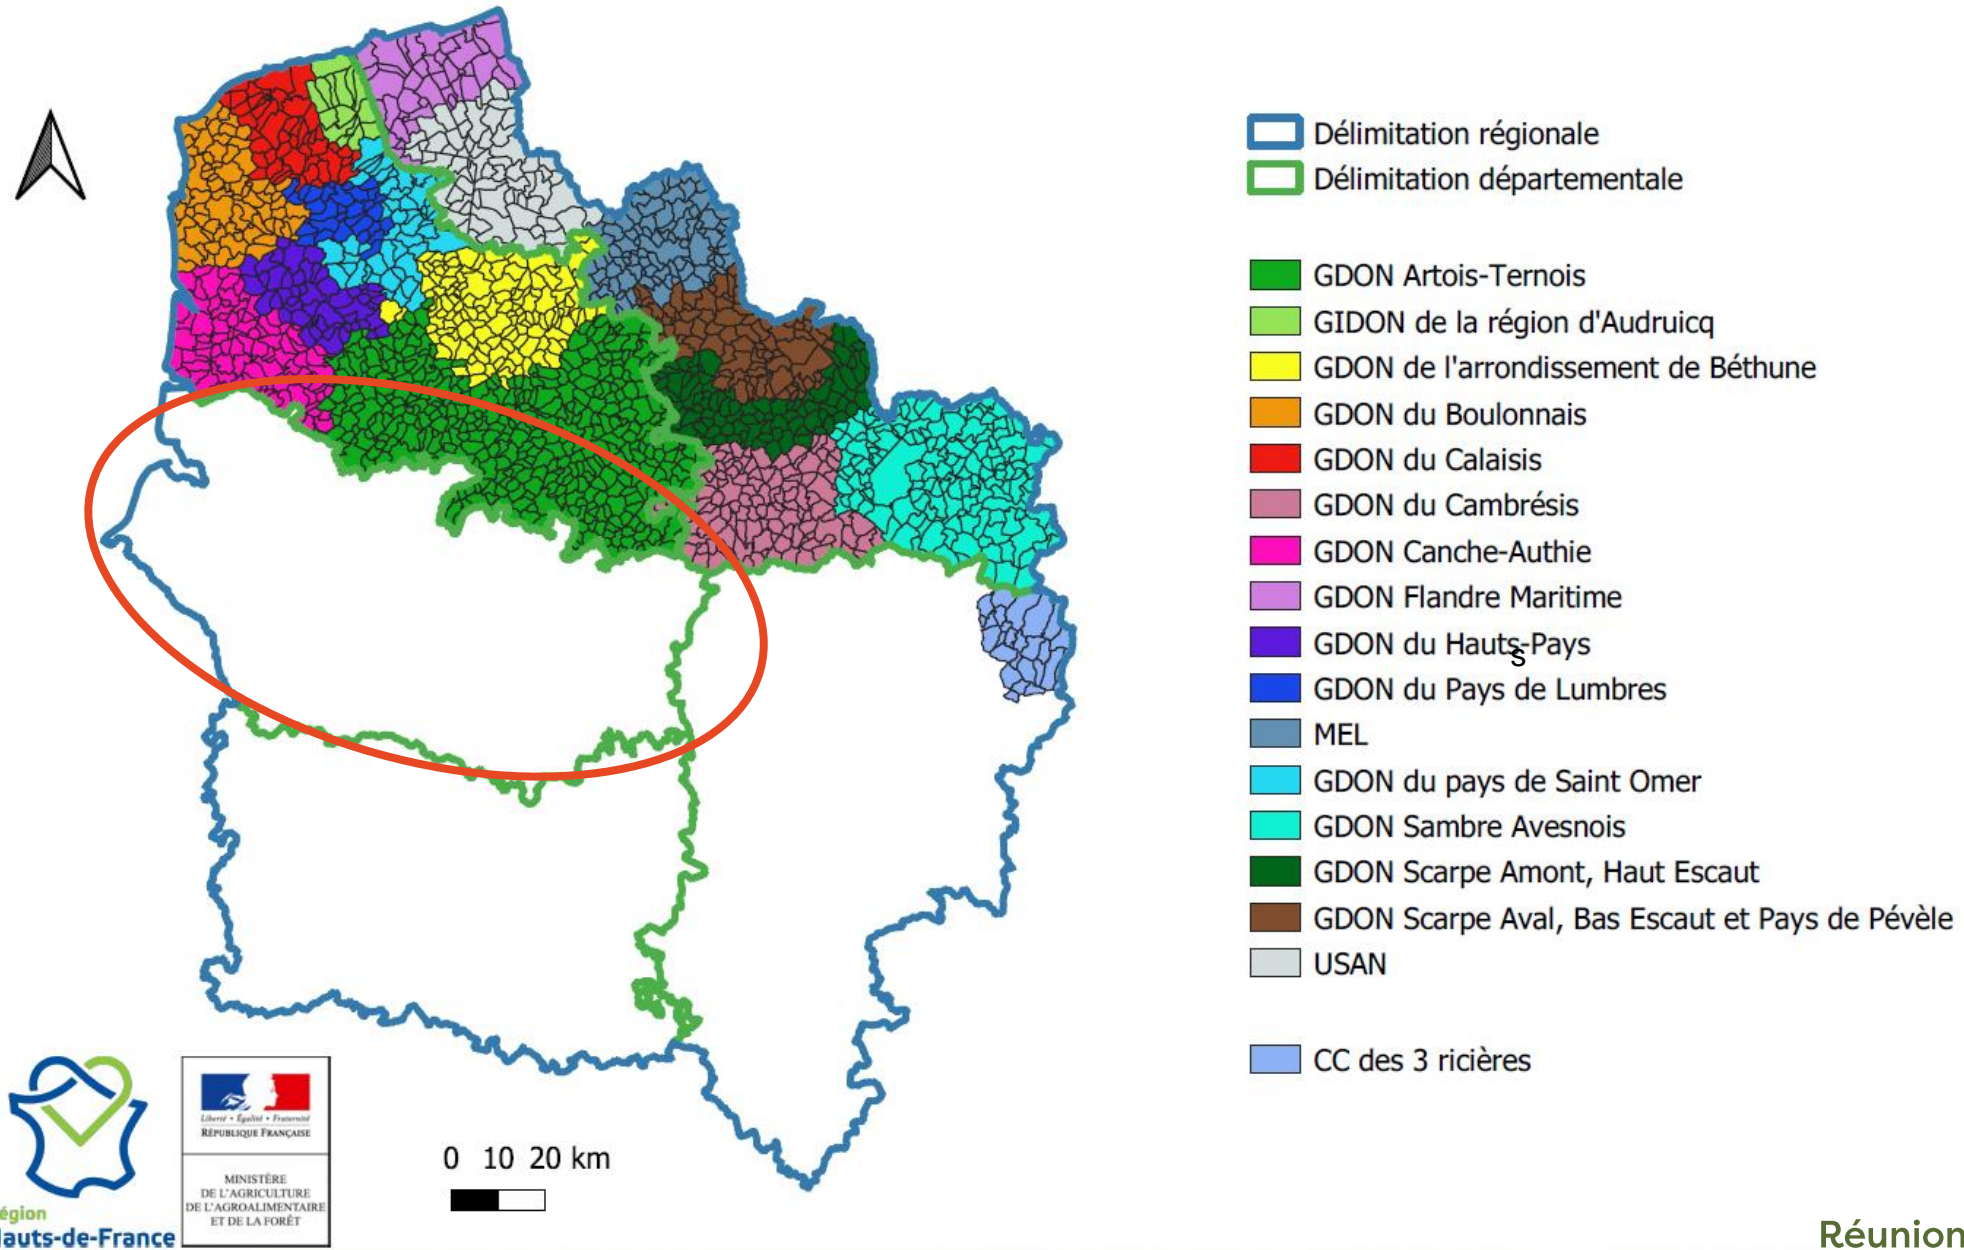 Délimitation régionale
Délimitation départementale
GDON Artois-Ternois
GIDON de la région d'Audruicq
GDON de l'arrondissement de Béthune
GDON du Boulonnais
GDON du Calaisis
GDON du Cambrésis
GDON Canche-Authie
GDON Flandre Maritime
GDON du Hauts-Pays
s
GDON du Pays de Lumbres
MEL
GDON du pays de Saint Omer
GDON Sambre Avesnois
GDON Scarpe Amont, Haut Escaut
GDON Scarpe Aval, Bas Escaut et Pays de Pévèle
USAN
CC des 3 ricières
0 10 20 km
Liberté • Égalité • Fraternité
RÉPUBLIQUE FRANÇAISE
MINISTÈRE
DE L'AGRICULTURE
DE L'AGROALIMENTAIRE
ET DE LA FORÊT
égion
Hauts-de-France
Réunion